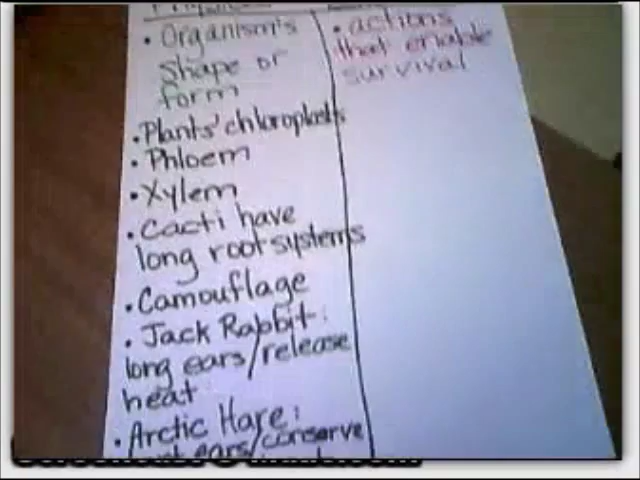 • Organism's
shape or
form
• Plants' chloroplasts
• Phloem
• Xylem
• Cacti have
long root systems
• Camouflage
• Jack Rabbit:
long ears/release
heat
• Arctic Hare:
ears/conserve
• actions
that enable
survival